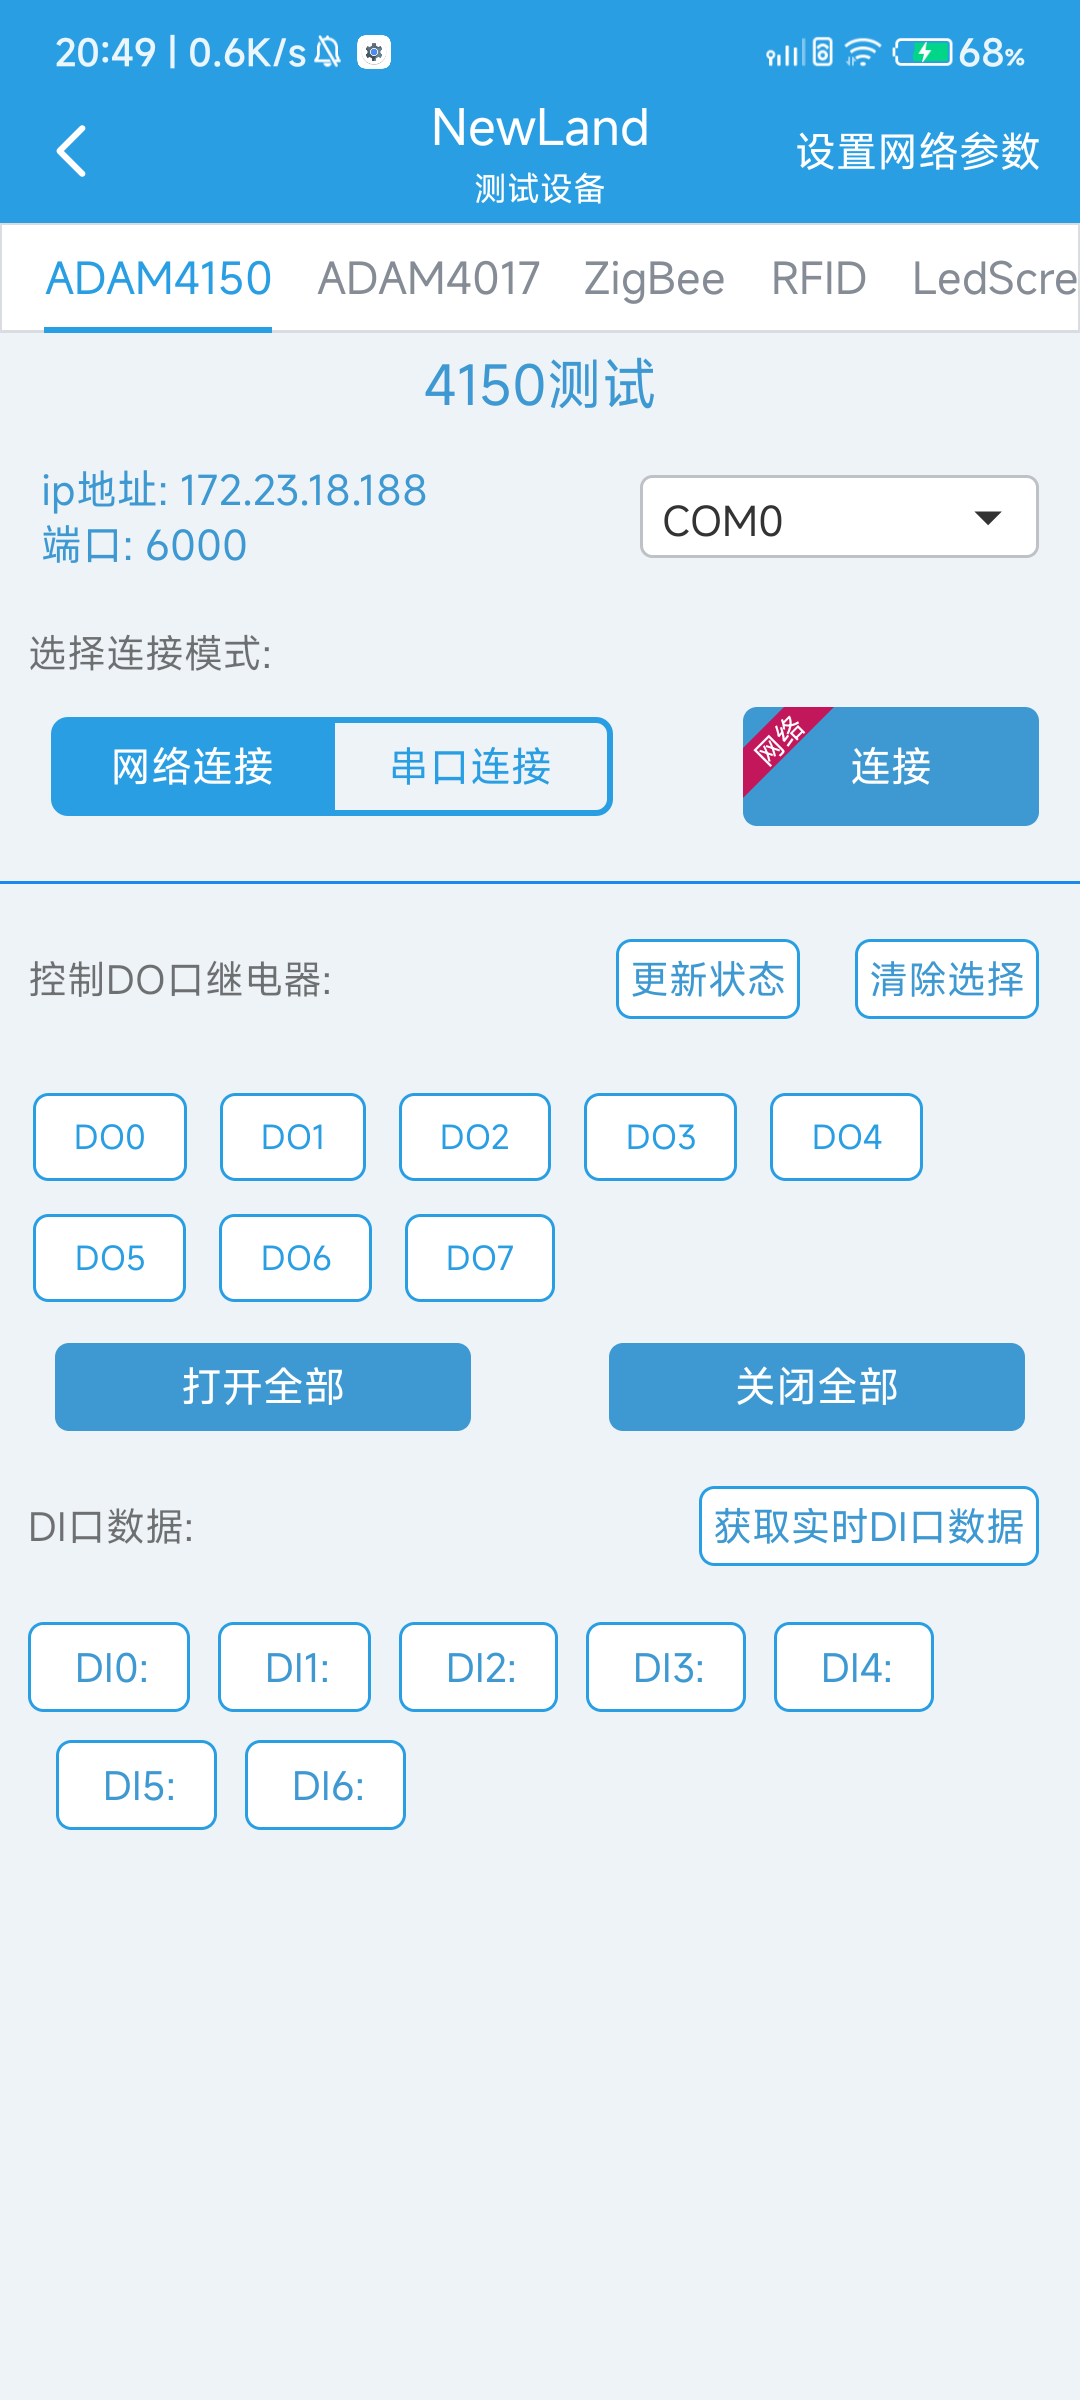 20:49 | 0.6K/s
68%
NewLand
测试设备
设置网络参数
ADAM4150 ADAM4017 ZigBee RFID LedScre
4150测试
ip地址: 172.23.18.188
端口: 6000
COM0
选择连接模式:
网络连接 串口连接
网络
连接
控制DO口继电器:
更新状态 清除选择
DO0 DO1 DO2 DO3 DO4
DO5 DO6 DO7
打开全部 关闭全部
DI口数据:
获取实时DI口数据
DI0: DI1: DI2: DI3: DI4:
DI5: DI6: